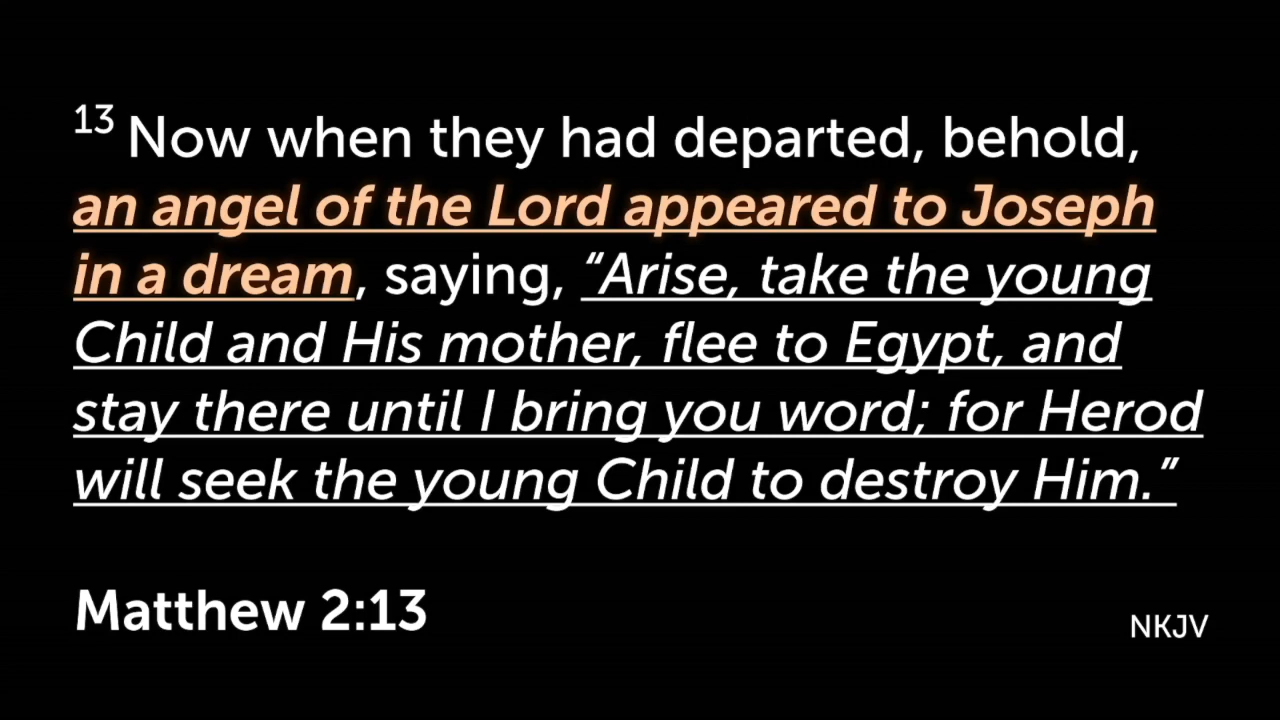 13 Now when they had departed, behold,
an angel of the Lord appeared to Joseph
in a dream, saying, “Arise, take the young
Child and His mother, flee to Egypt, and
stay there until I bring you word; for Herod
will seek the young Child to destroy Him.”
Matthew 2:13
NKJV